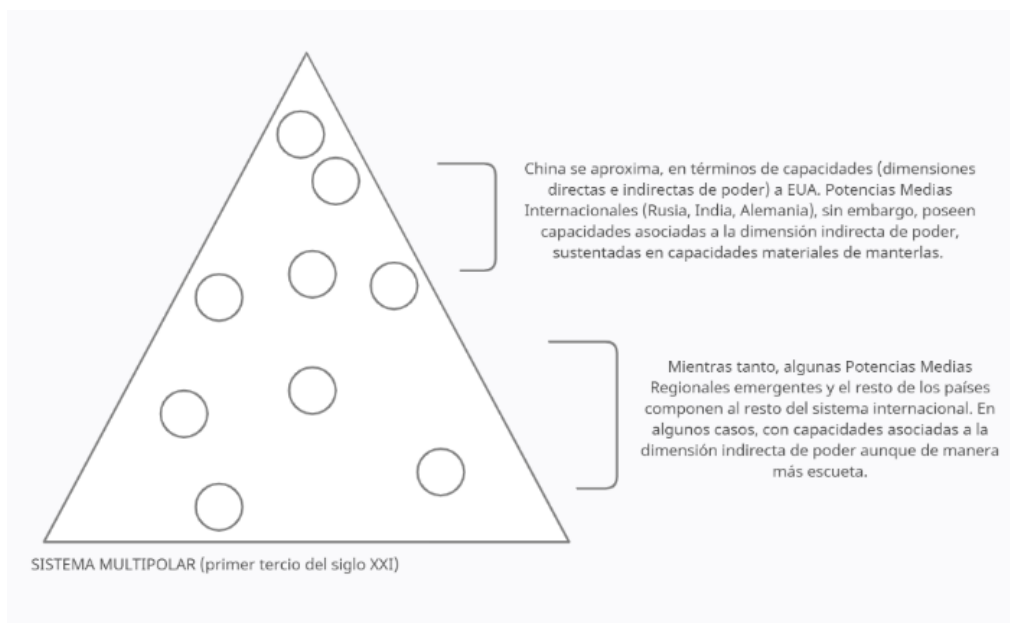 China se aproxima, en términos de capacidades (dimensiones
directas e indirectas de poder) a EUA. Potencias Medias
Internacionales (Rusia, India, Alemania), sin embargo, poseen
capacidades asociadas a la dimensión indirecta de poder,
sustentadas en capacidades materiales de manterlas.
Mientras tanto, algunas Potencias Medias
Regionales emergentes y el resto de los países
componen al resto del sistema internacional. En
algunos casos, con capacidades asociadas a la
dimensión indirecta de poder aunque de manera
más escueta.
SISTEMA MULTIPOLAR (primer tercio del siglo XXI)